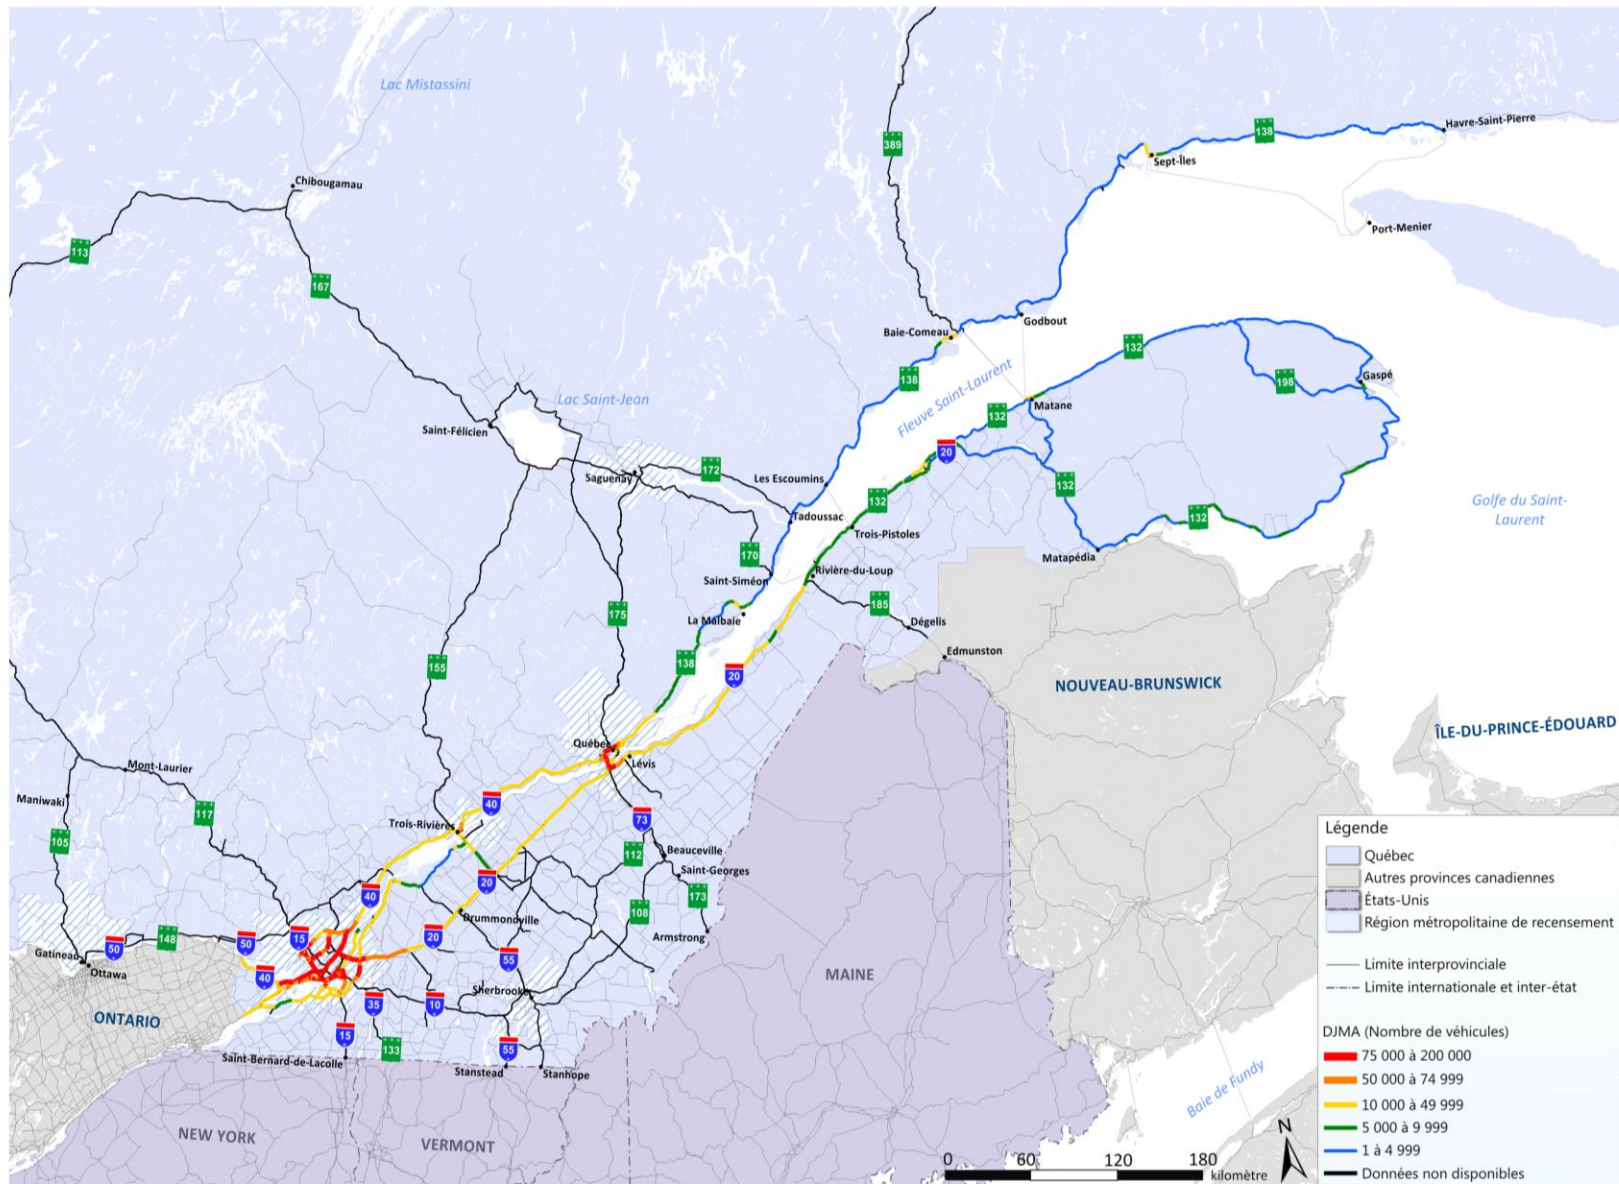 Lac Mistassini
389
138
Havre-Saint-Pierre
Sept-Îles
Chibougamau
Port-Menier
113
167
Godbout
Baie-Comeau
132
138
Fleuve Saint-Laurent
198
Gaspé
Lac Saint-Jean
Matane
132
Saint-Félicien
20
172
Saguenay
Les Escoumins
132
132
Golfe du Saint-
Laurent
Tadoussac
132
Trois-Pistoles
170
Matapédia
Saint-Siméon
Rivière-du-Loup
175
185
La Malbaie
Dégelis
Edmunston
155
138
20
NOUVEAU-BRUNSWICK
ÎLE-DU-PRINCE-ÉDOUARD
Québec
Lévis
Mont-Laurier
Maniwaki
40
117
Trois-Rivières
73
105
112
Beauceville
Saint-Georges
20
40
173
108
Drummondville
Armstrong
148
50
50
15
20
Gatineau
Ottawa
55
40
MAINE
Sherbrooke
35
10
ONTARIO
15
133
55
Saint-Bernard-de-Lacolle
Stanstead
Stanhope
NEW YORK
VERMONT
Baie de Fundy
N
0 60 120 180
kilomètre
Légende
Québec
Autres provinces canadiennes
États-Unis
Région métropolitaine de recensement
Limite interprovinciale
Limite internationale et inter-état
DJMA (Nombre de véhicules)
75 000 à 200 000
50 000 à 74 999
10 000 à 49 999
5 000 à 9 999
1 à 4 999
Données non disponibles